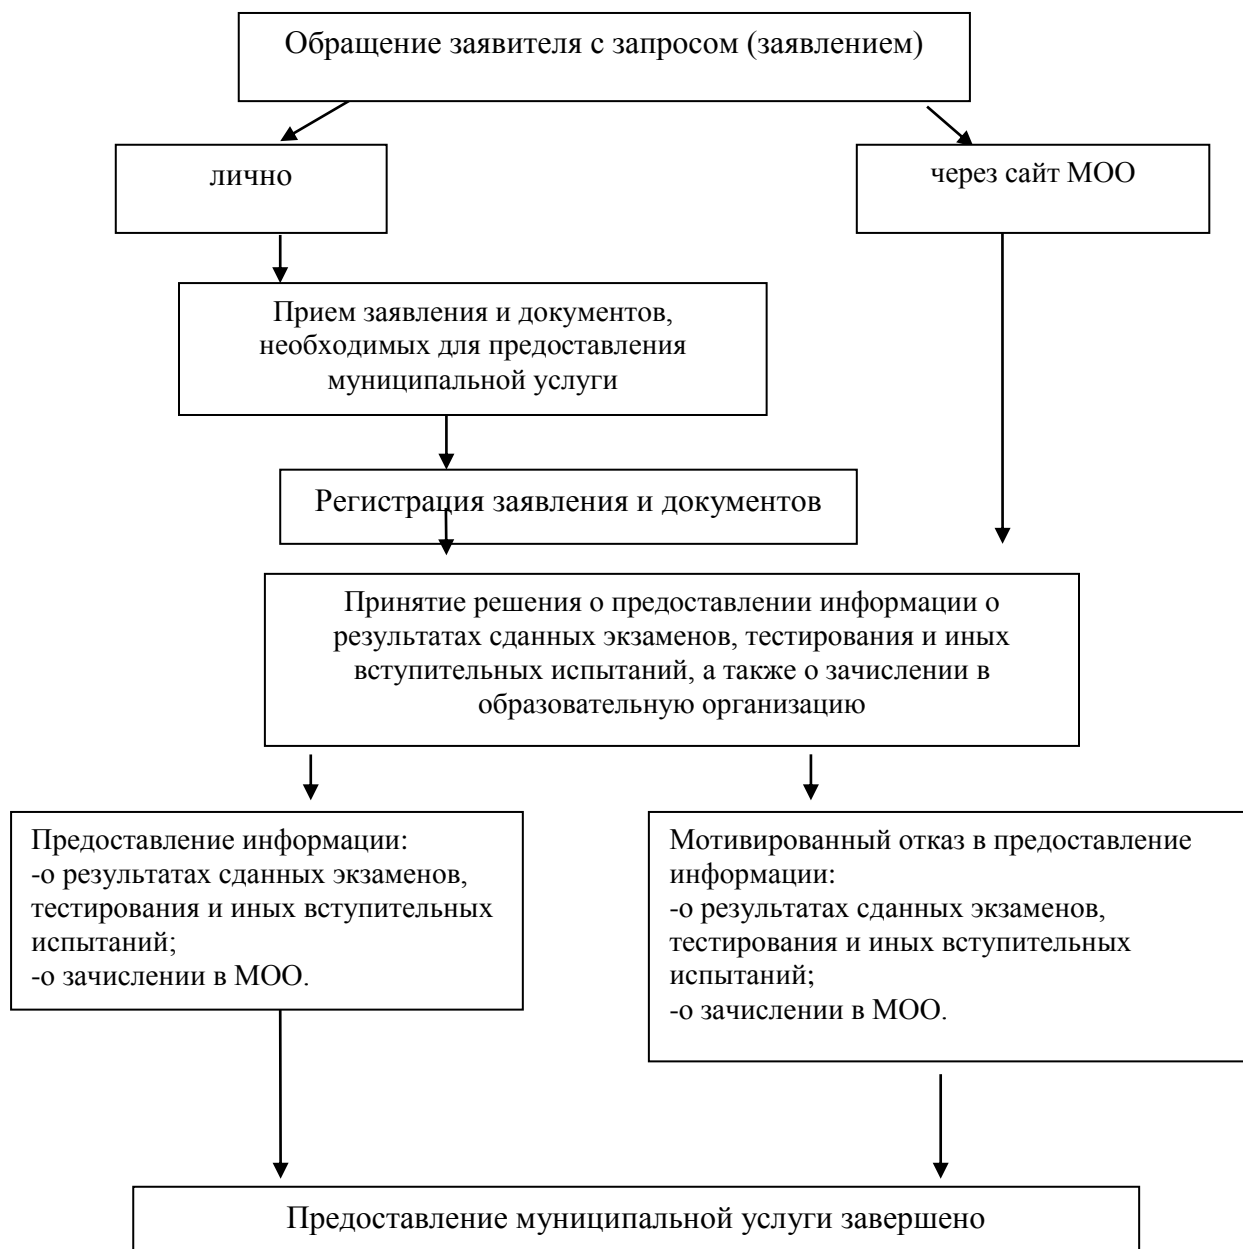 Обращение заявителя с запросом (заявлением)
лично
через сайт МОО
Прием заявления и документов,
необходимых для предоставления
муниципальной услуги
Регистрация заявления и документов
Принятие решения о предоставлении информации о
результатах сданных экзаменов, тестирования и иных
вступительных испытаний, а также о зачислении в
образовательную организацию
Предоставление информации:
-о результатах сданных экзаменов,
тестирования и иных вступительных
испытаний;
-о зачислении в МОО.
Мотивированный отказ в предоставление
информации:
-о результатах сданных экзаменов,
тестирования и иных вступительных
испытаний;
-о зачислении в МОО.
Предоставление муниципальной услуги завершено